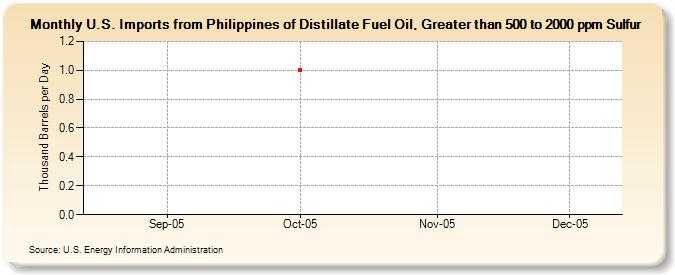 Monthly U.S. Imports from Philippines of Distillate Fuel Oil, Greater than 500 to 2000 ppm Sulfur
Thousand Barrels per Day
1.2
1.0
0.8
0.6
0.4
0.2
0.0
Sep-05 Oct-05 Nov-05 Dec-05
Source: U.S. Energy Information Administration